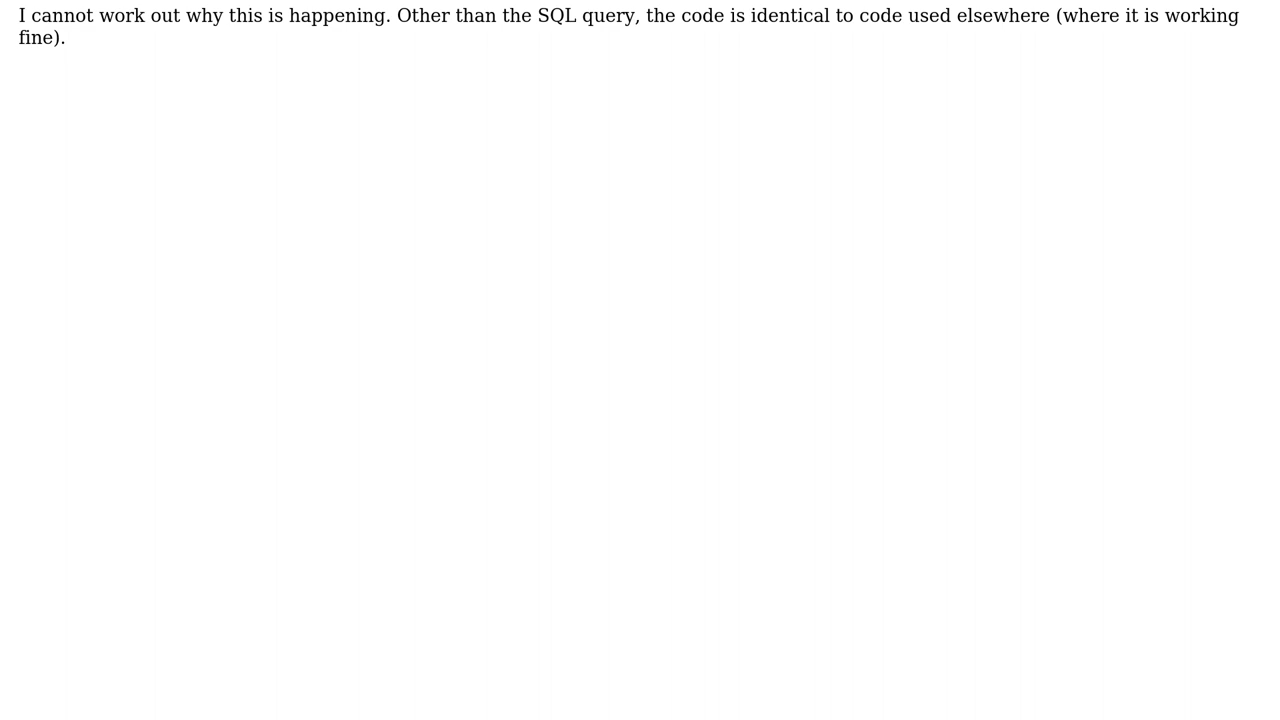 I cannot work out why this is happening. Other than the SQL query, the code is identical to code used elsewhere (where it is working
fine).